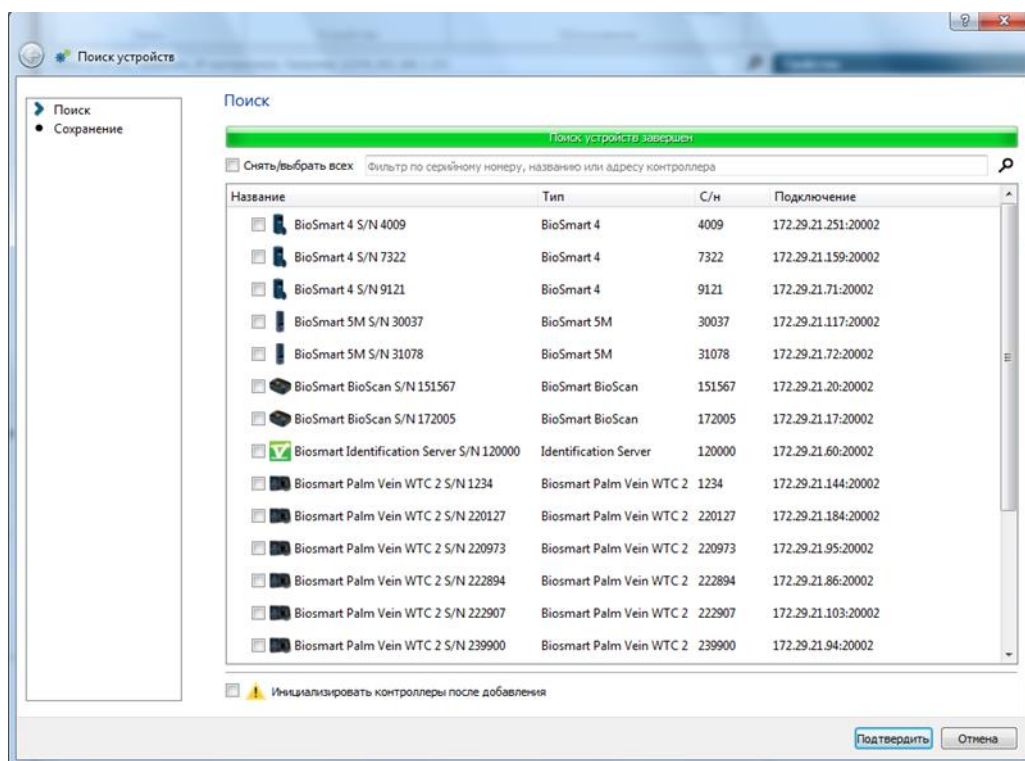 Поиск устройств
Поиск
Сохранение
Поиск
Поиск устройств завершен
Снять/выбрать всех Фильтр по серийному номеру, названию или адресу контроллера
Название Тип С/н Подключение
BioSmart 4 S/N 4009 BioSmart 4 4009 172.29.21.251:20002
BioSmart 4 S/N 7322 BioSmart 4 7322 172.29.21.159:20002
BioSmart 4 S/N 9121 BioSmart 4 9121 172.29.21.71:20002
BioSmart 5M S/N 30037 BioSmart 5M 30037 172.29.21.117:20002
BioSmart 5M S/N 31078 BioSmart 5M 31078 172.29.21.72:20002
BioSmart BioScan S/N 151567 BioSmart BioScan 151567 172.29.21.20:20002
BioSmart BioScan S/N 172005 BioSmart BioScan 172005 172.29.21.17:20002
Biosmart Identification Server S/N 120000 Identification Server 120000 172.29.21.60:20002
Biosmart Palm Vein WTC 2 S/N 1234 Biosmart Palm Vein WTC 2 1234 172.29.21.144:20002
Biosmart Palm Vein WTC 2 S/N 220127 Biosmart Palm Vein WTC 2 220127 172.29.21.184:20002
Biosmart Palm Vein WTC 2 S/N 220973 Biosmart Palm Vein WTC 2 220973 172.29.21.95:20002
Biosmart Palm Vein WTC 2 S/N 222894 Biosmart Palm Vein WTC 2 222894 172.29.21.86:20002
Biosmart Palm Vein WTC 2 S/N 222907 Biosmart Palm Vein WTC 2 222907 172.29.21.103:20002
Biosmart Palm Vein WTC 2 S/N 239900 Biosmart Palm Vein WTC 2 239900 172.29.21.94:20002
Инициализировать контроллеры после добавления
Подтвердить Отмена